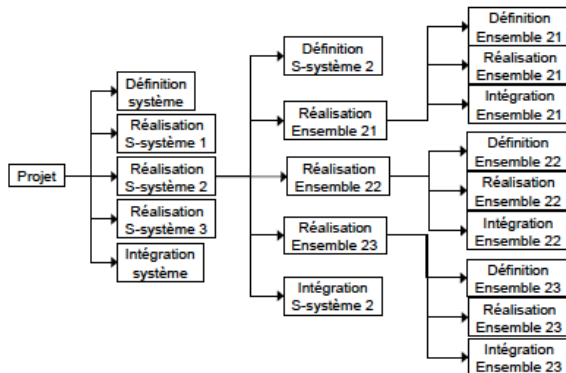 Projet
Définition
système
Réalisation
S-système 1
Réalisation
S-système 2
Réalisation
S-système 3
Intégration
système
Définition
S-système 2
Réalisation
Ensemble 21
Réalisation
Ensemble 22
Réalisation
Ensemble 23
Intégration
S-système 2
Définition
Ensemble 21
Réalisation
Ensemble 21
Intégration
Ensemble 21
Définition
Ensemble 22
Réalisation
Ensemble 22
Intégration
Ensemble 22
Définition
Ensemble 23
Réalisation
Ensemble 23
Intégration
Ensemble 23